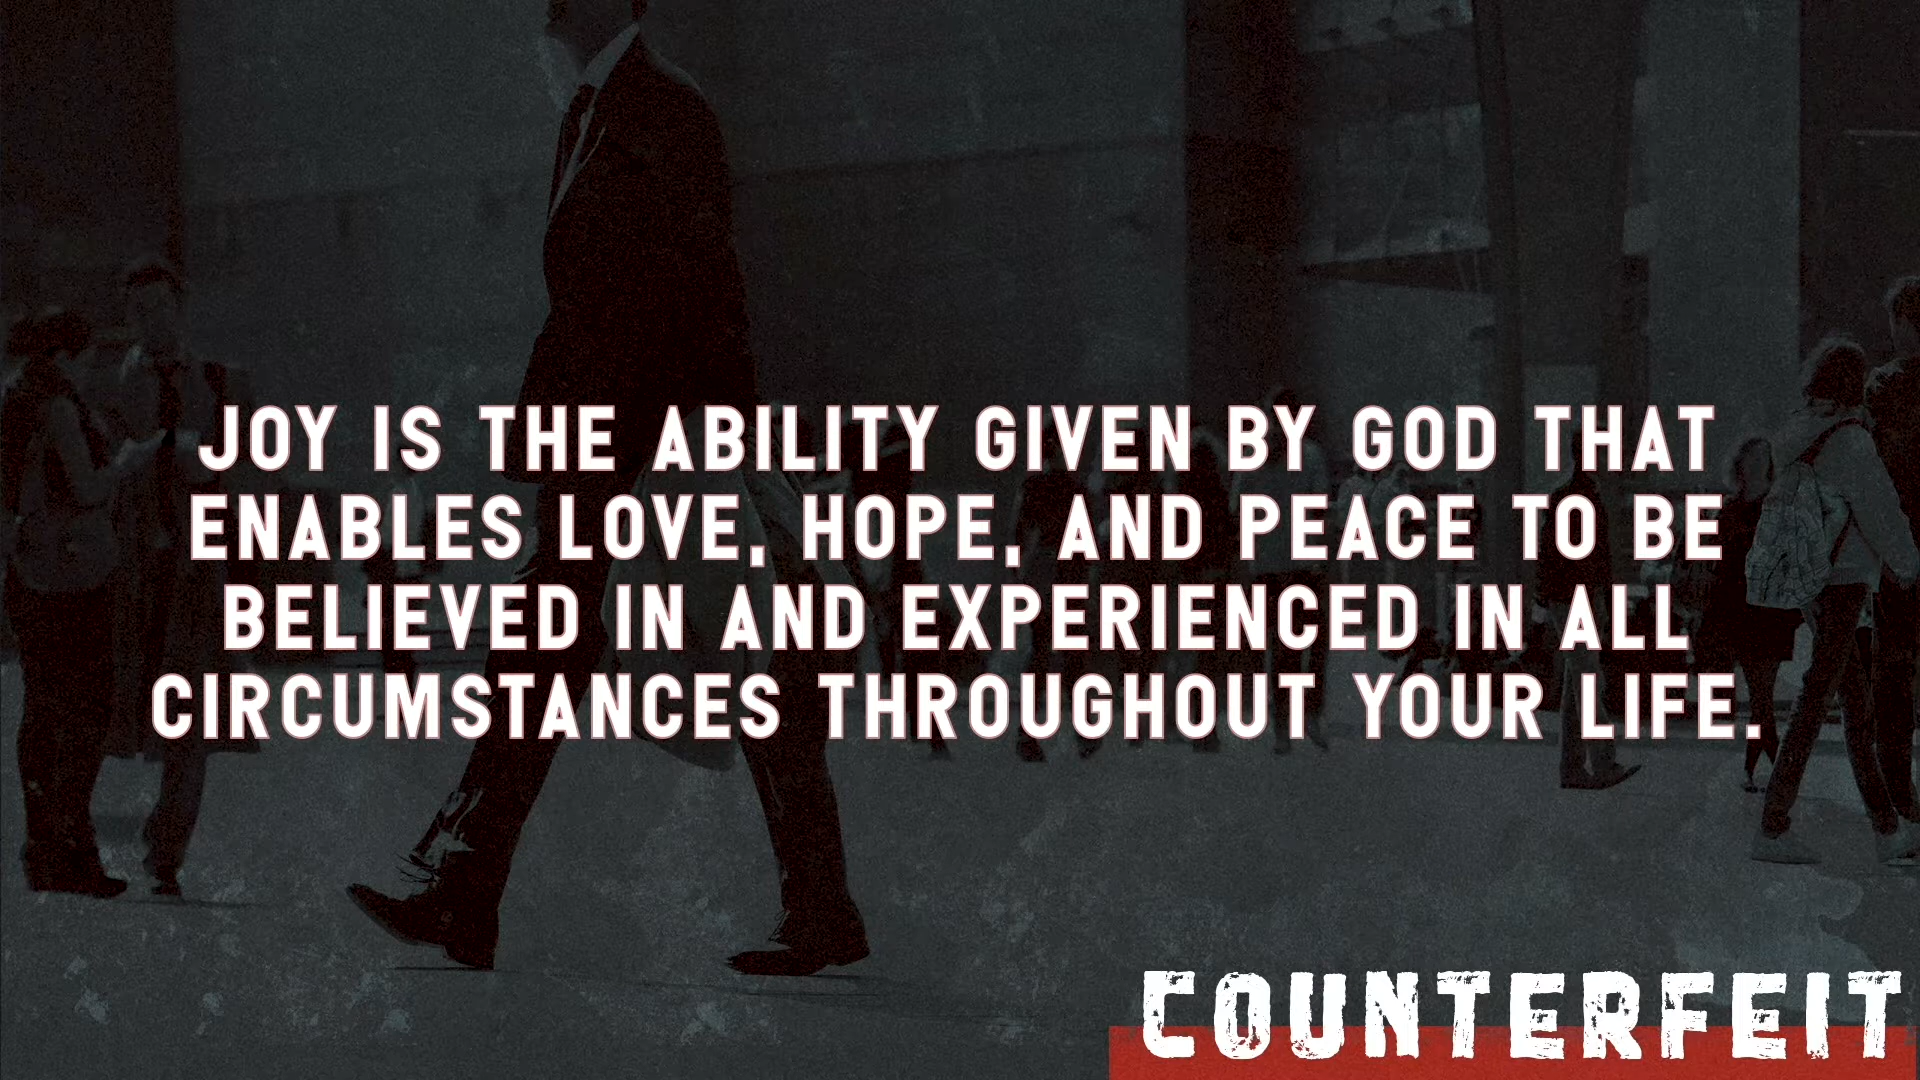 JOY IS THE ABILITY GIVEN BY GOD THAT
ENABLES LOVE, HOPE, AND PEACE TO BE
BELIEVED IN AND EXPERIENCED IN ALL
CIRCUMSTANCES THROUGHOUT YOUR LIFE.
COUNTERFEIT